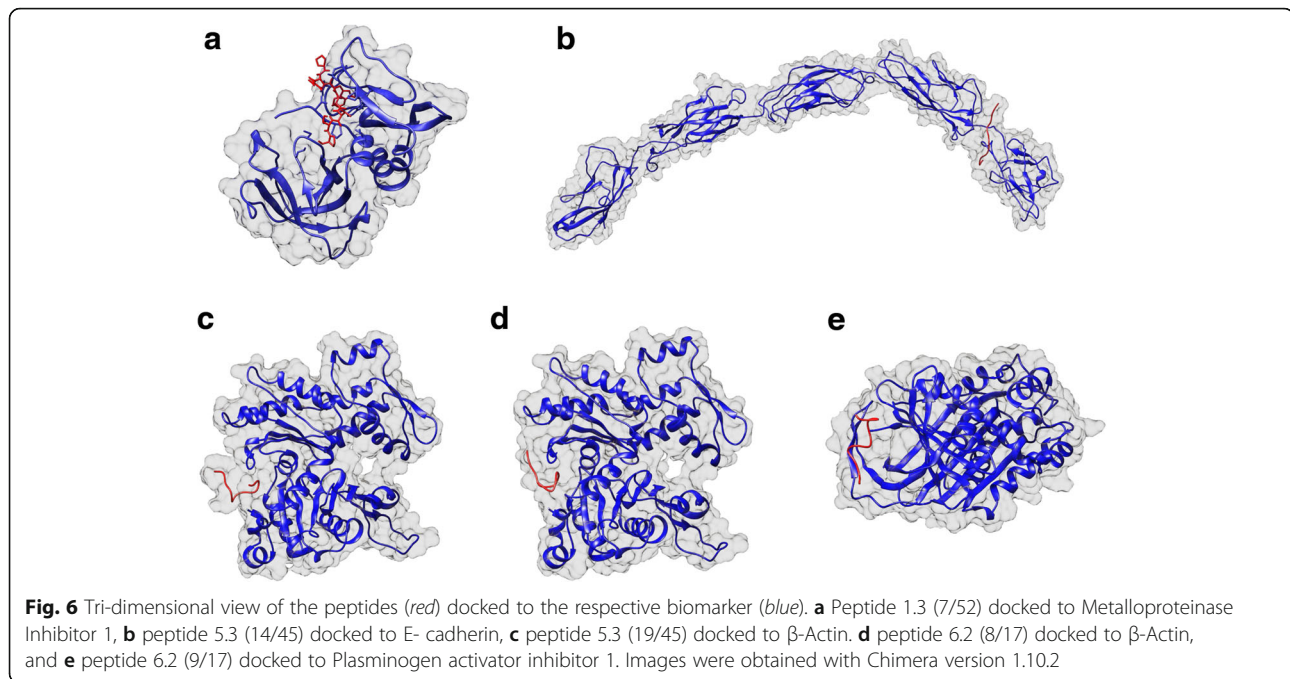 a
b
c
d
e
Fig. 6 Tri-dimensional view of the peptides (red) docked to the respective biomarker (blue). a Peptide 1.3 (7/52) docked to Metalloproteinase
Inhibitor 1, b peptide 5.3 (14/45) docked to E- cadherin, c peptide 5.3 (19/45) docked to β-Actin. d peptide 6.2 (8/17) docked to β-Actin,
and e peptide 6.2 (9/17) docked to Plasminogen activator inhibitor 1. Images were obtained with Chimera version 1.10.2